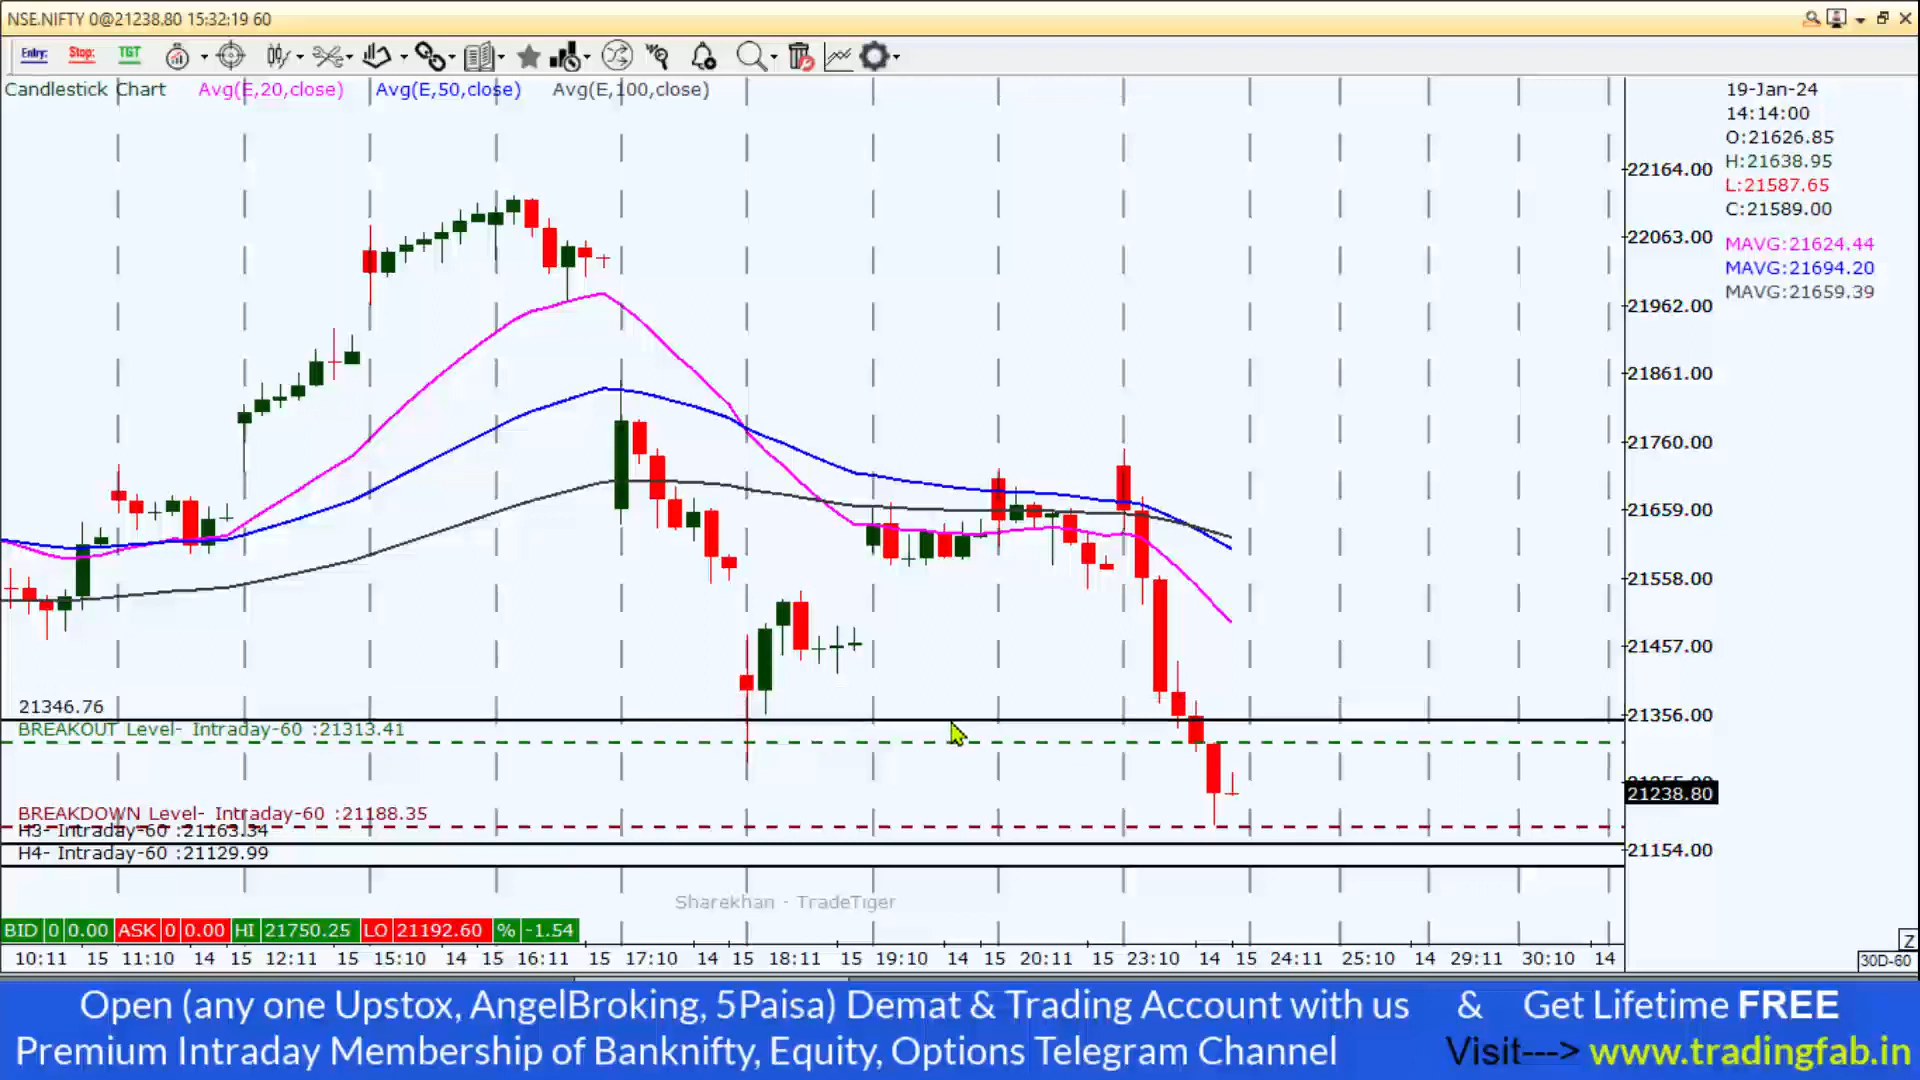 NSE.NIFTY 0@21238.80 15:32:19 60
Entry: Stop: TGT
Candlestick Chart Avg(E,20,close) Avg(E,50,close) Avg(E,100,close)
19-Jan-24
14:14:00
O:21626.85
H:21638.95
L:21587.65
C:21589.00
MAVG:21624.44
MAVG:21694.20
MAVG:21659.39
22164.00
22063.00
21962.00
21861.00
21760.00
21659.00
21558.00
21457.00
21356.00
21238.80
21154.00
21346.76
BREAKOUT Level- Intraday-60 :21313.41
BREAKDOWN Level- Intraday-60 :21188.35
H3- Intraday-60 :21163.34
H4- Intraday-60 :21129.99
Sharekhan - TradeTiger
BID 0 0.00 ASK 0 0.00 HI 21750.25 LO 21192.60 % -1.54
Z
10:11 15 11:10 14 15 12:11 15 15:10 14 15 16:11 15 17:10 14 15 18:11 15 19:10 14 15 20:11 15 23:10 14 15 24:11 25:10 14 29:11 30:10 14
30D-60
Open (any one Upstox, AngelBroking, 5Paisa) Demat & Trading Account with us & Get Lifetime FREE
Premium Intraday Membership of Banknifty, Equity, Options Telegram Channel Visit---> www.tradingfab.in